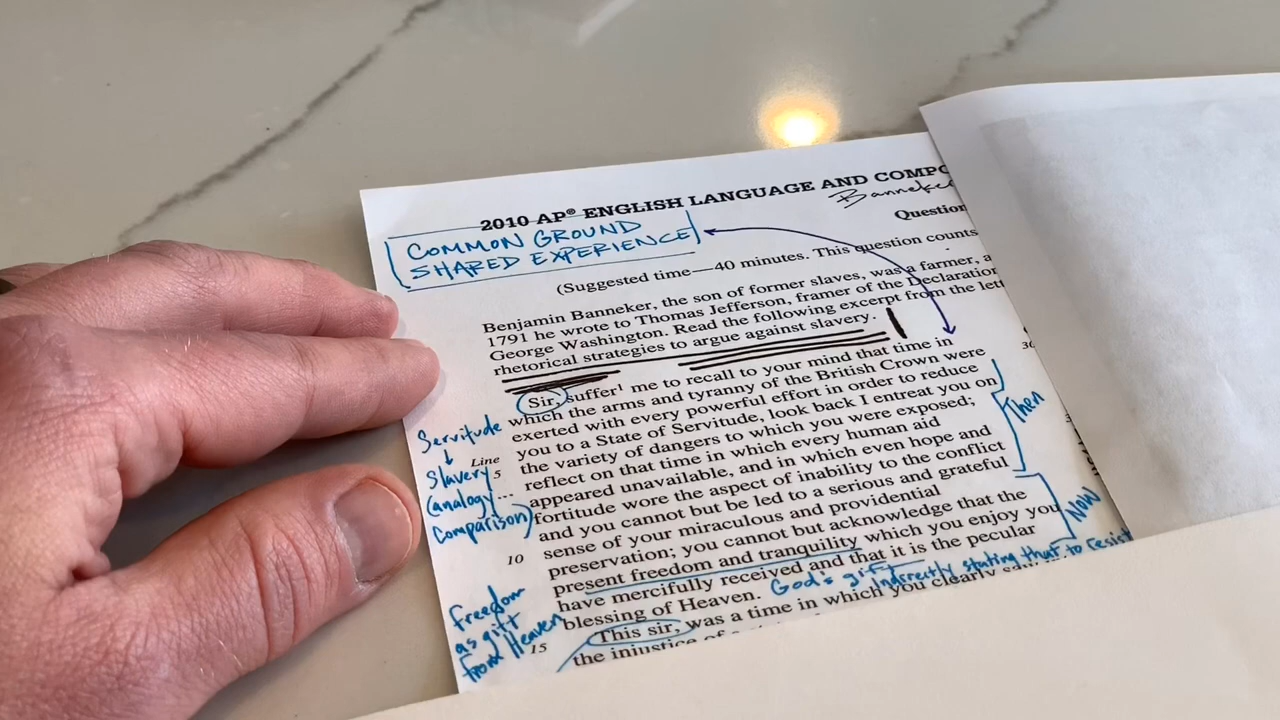 2010 AP® ENGLISH LANGUAGE AND COMPO
Banneker
Question
COMMON GROUND
SHARED EXPERIENCE
(Suggested time—40 minutes. This question counts
Benjamin Banneker, the son of former slaves, was a farmer, a
1791 he wrote to Thomas Jefferson, framer of the Declaration
George Washington. Read the following excerpt from the lett
rhetorical strategies to argue against slavery.
Sir, suffer¹ me to recall to your mind that time in
which the arms and tyranny of the British Crown were
exerted with every powerful effort in order to reduce
you to a State of Servitude, look back I entreat you on
the variety of dangers to which you were exposed;
reflect on that time in which every human aid
appeared unavailable, and in which even hope and
fortitude wore the aspect of inability to the conflict
and you cannot but be led to a serious and grateful
sense of your miraculous and providential
preservation; you cannot but acknowledge that the
present freedom and tranquility which you enjoy you
have mercifully received and that it is the peculiar
blessing of Heaven.
This sir, was a time in which you clearly saw
the injustice of
Line
5
10
15
Servitude
↓
Slavery
(analogy...
Comparison)
Freedom
as gift
from Heaven
God's gift
Indirectly stating that to resist
Then
Now